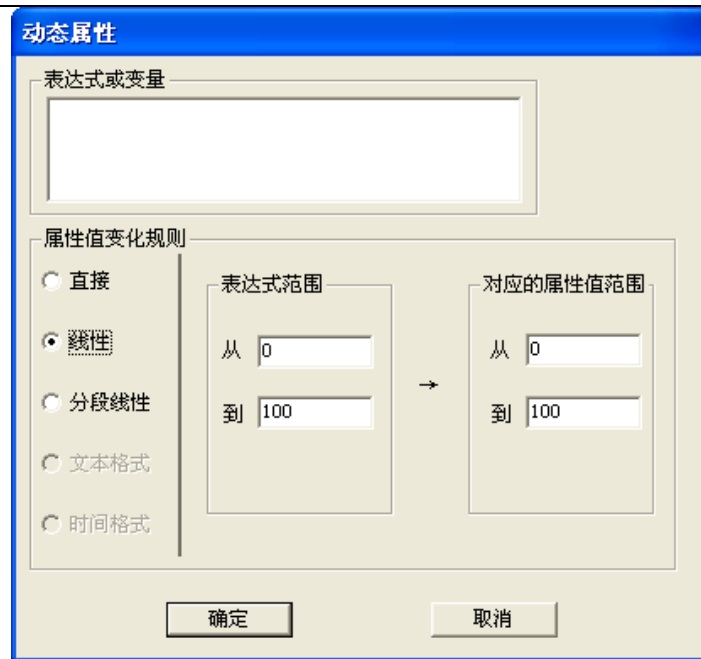 动态属性
表达式或变量
属性值变化规则
直接
线性
分段线性
文本格式
时间格式
表达式范围
从 0
到 100
→
对应的属性值范围
从 0
到 100
确定
取消